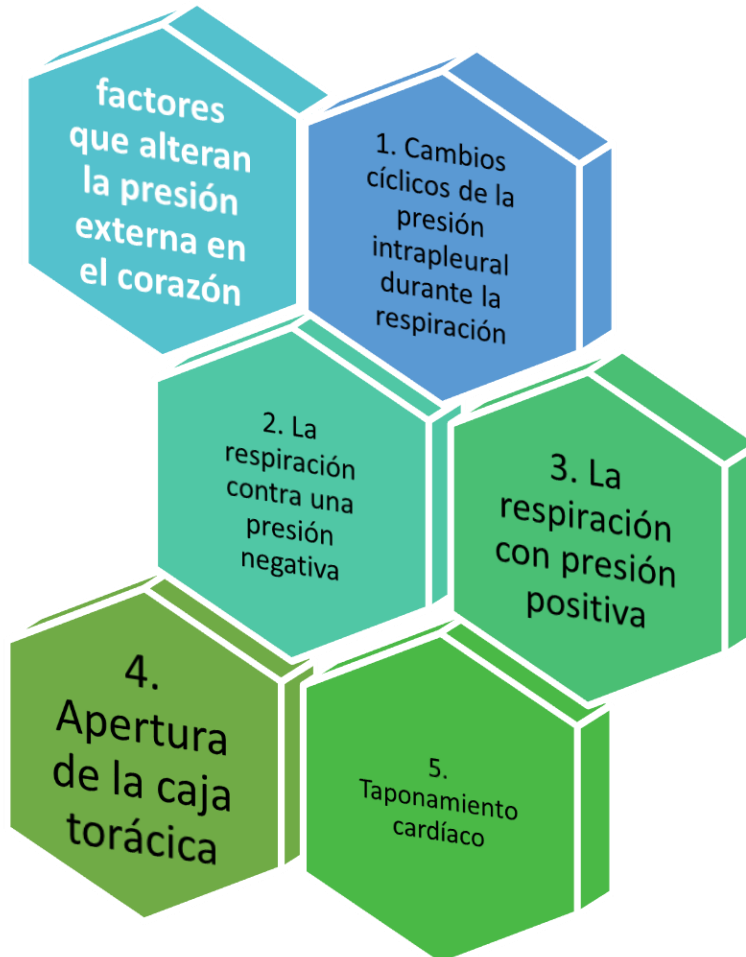 factores
que alteran
la presión
externa en
el corazón
1. Cambios
cíclicos de la
presión
intrapleural
durante la
respiración
2. La
respiración
contra una
presión
negativa
3. La
respiración
con presión
positiva
4.
Apertura
de la caja
torácica
5.
Taponamiento
cardíaco